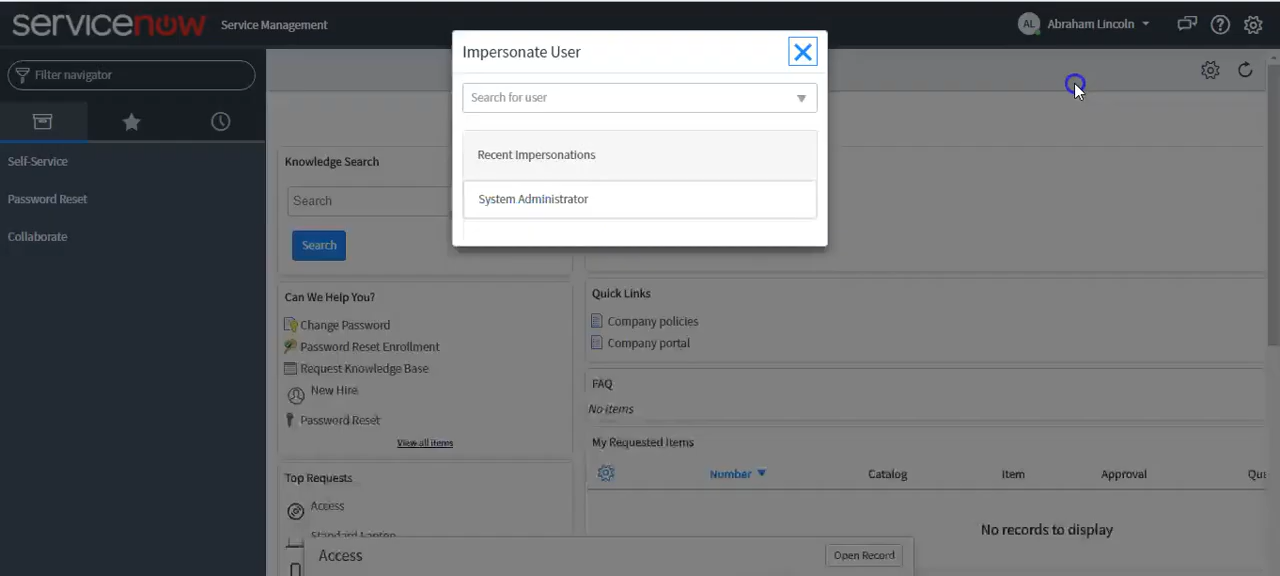 servicenow Service Management
AL Abraham Lincoln
Filter navigator
Self-Service
Password Reset
Collaborate
Impersonate User
Search for user
Recent Impersonations
System Administrator
Knowledge Search
Search
Search
Can We Help You?
Change Password
Password Reset Enrollment
Request Knowledge Base
New Hire
Password Reset
View all items
Top Requests
Access
Standard Laptop
Quick Links
Company policies
Company portal
FAQ
No items
My Requested Items
Number Catalog Item Approval Qua
No records to display
Access Open Record